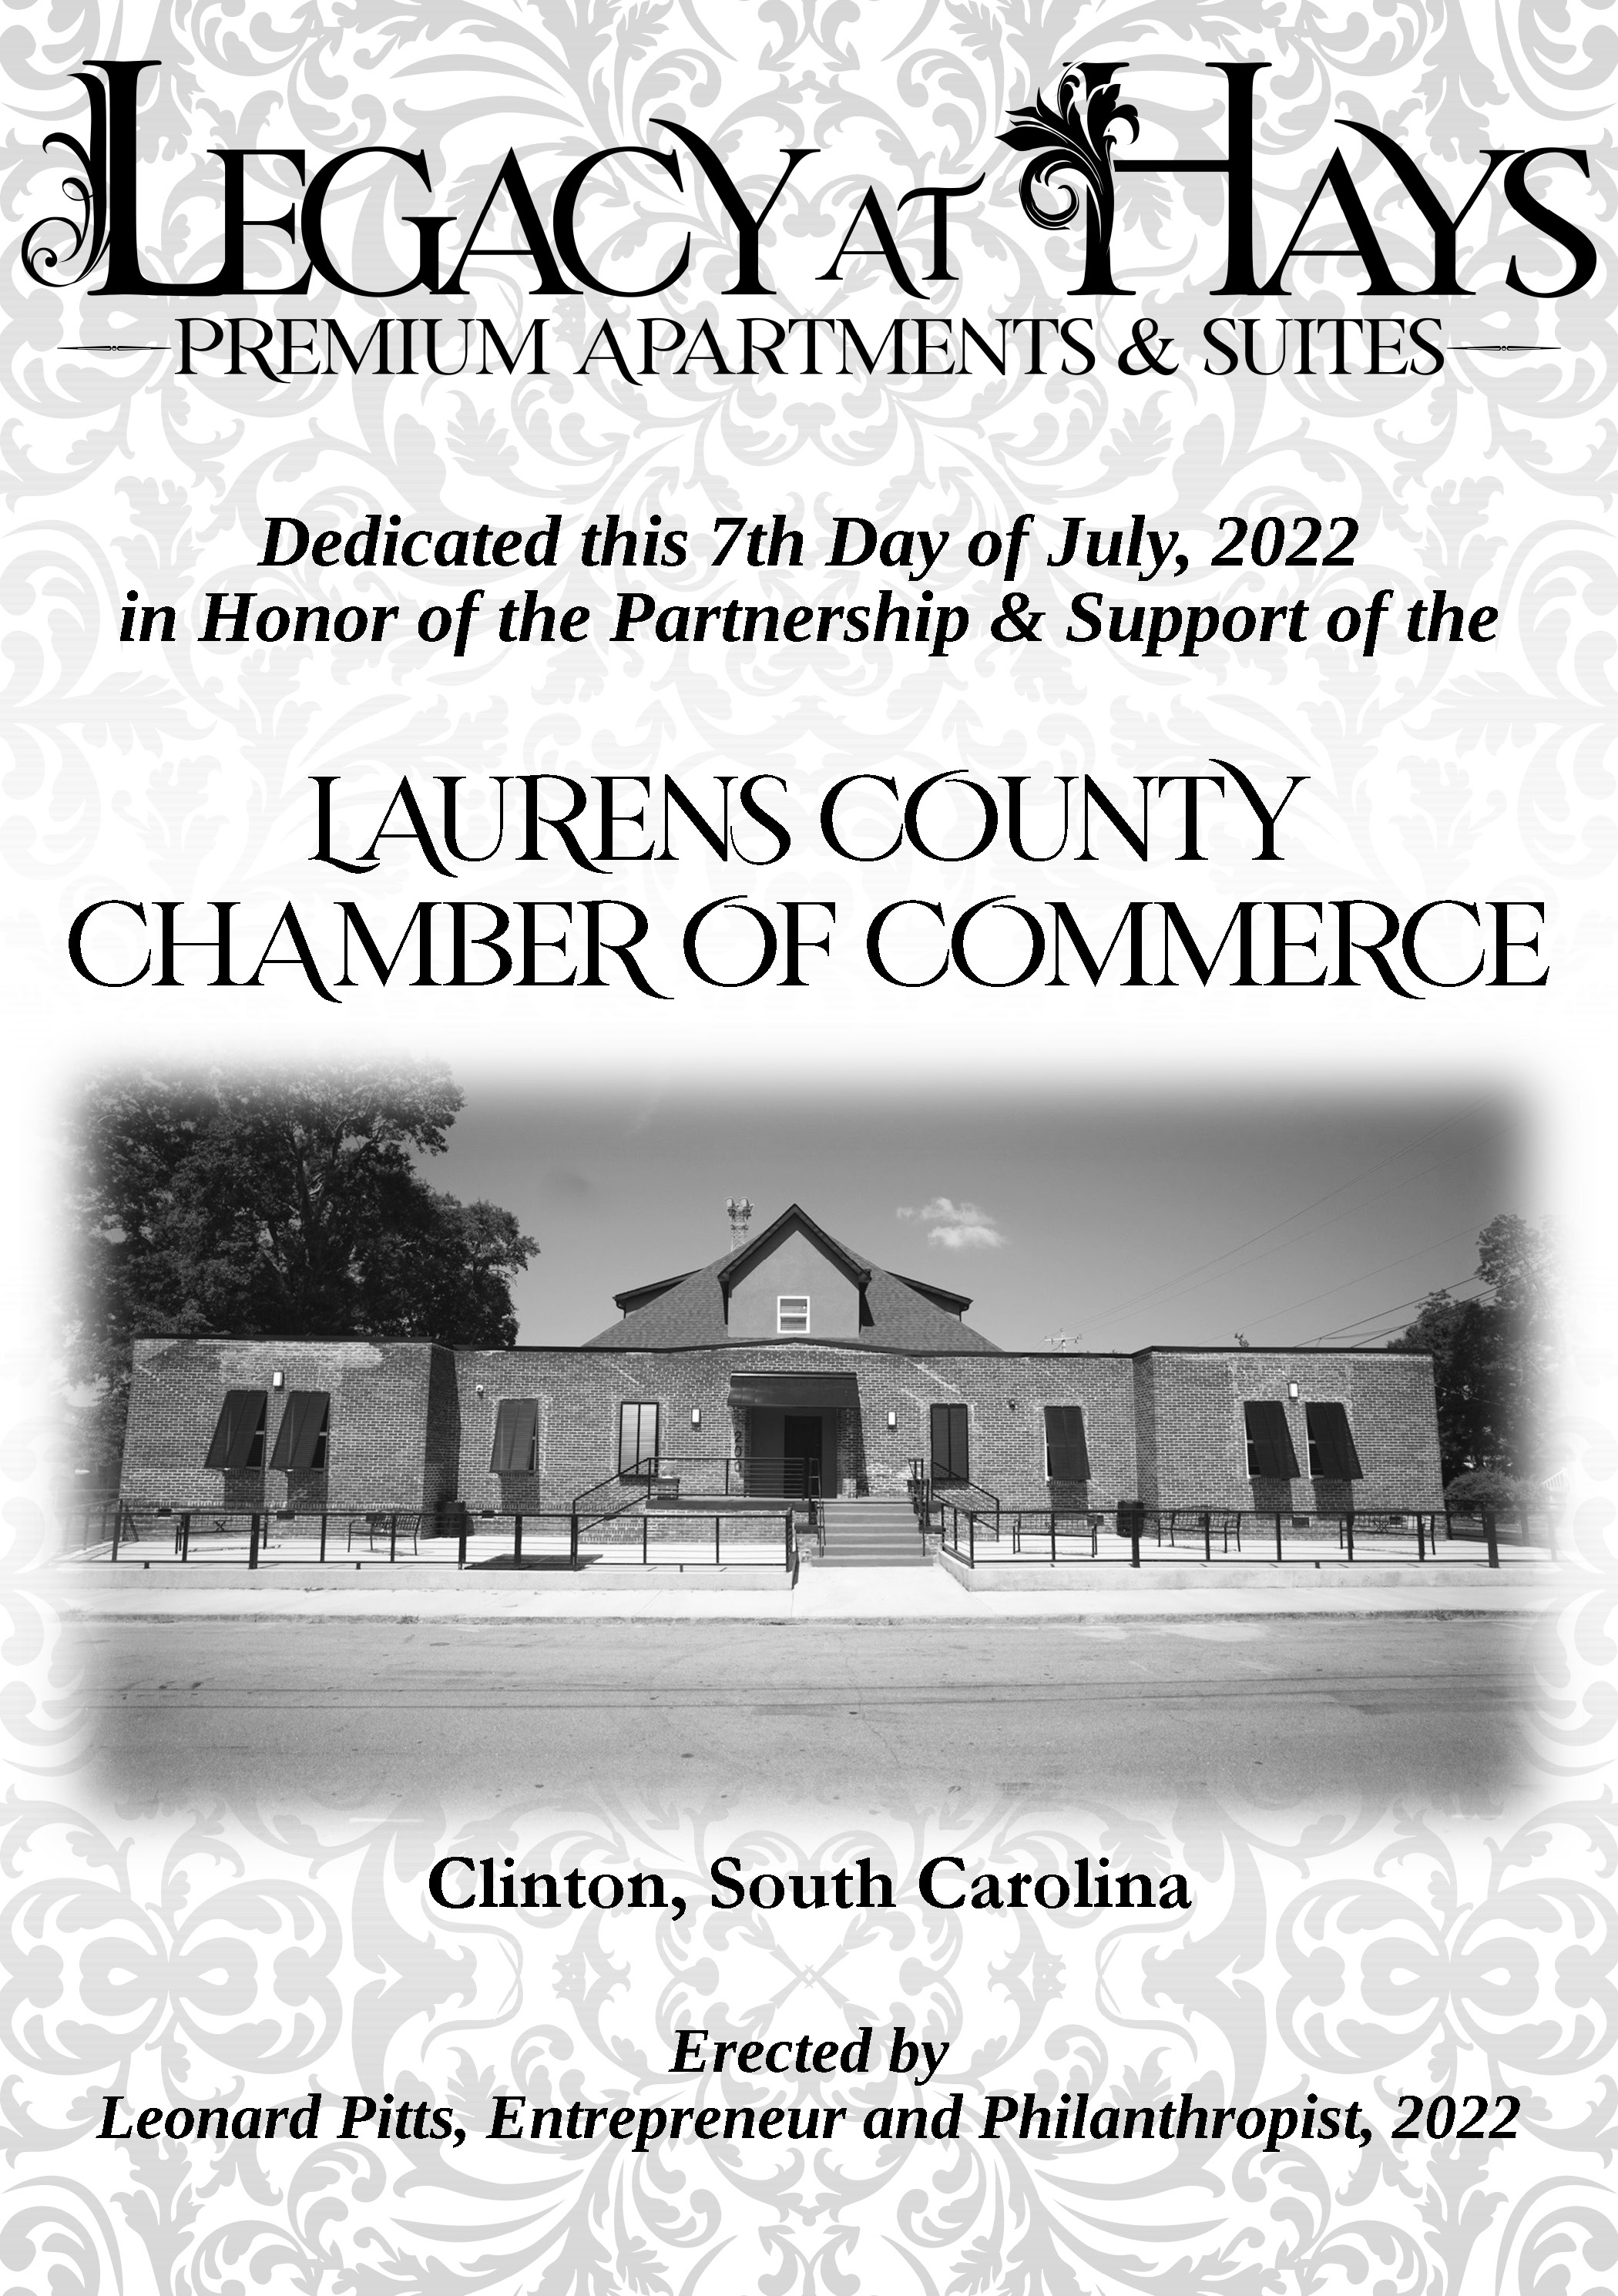 LEGACY AT HAYS
PREMIUM APARTMENTS & SUITES
Dedicated this 7th Day of July, 2022
in Honor of the Partnership & Support of the
LAURENS COUNTY
CHAMBER OF COMMERCE
200
Clinton, South Carolina
Erected by
Leonard Pitts, Entrepreneur and Philanthropist, 2022